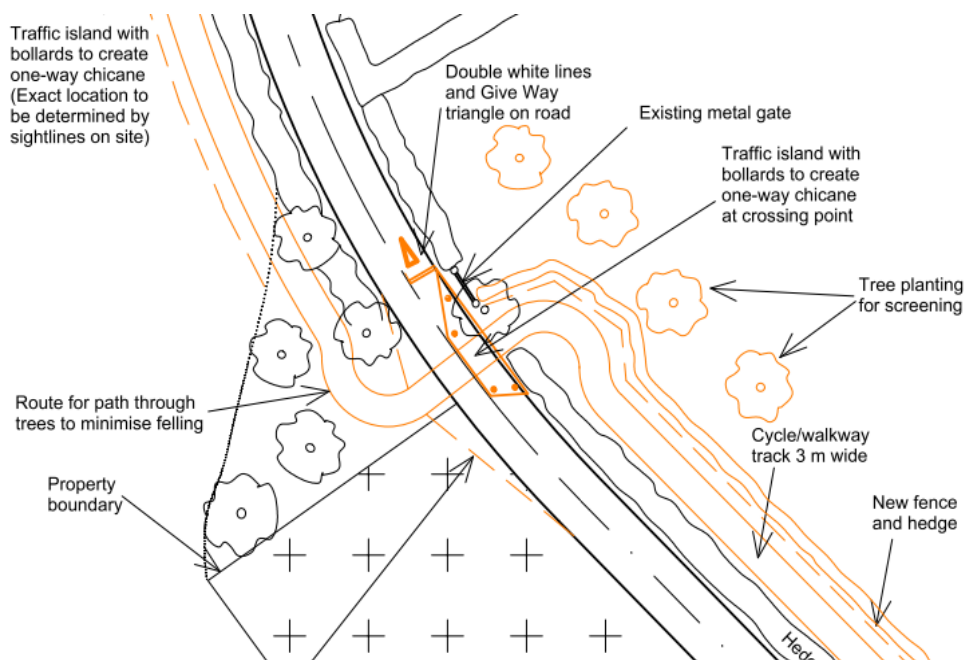 Traffic island with
bollards to create
one-way chicane
(Exact location to
be determined by
sightlines on site)
Double white lines
and Give Way
triangle on road
Existing metal gate
Traffic island with
bollards to create
one-way chicane
at crossing point
Tree planting
for screening
Route for path through
trees to minimise felling
Cycle/walkway
track 3 m wide
Property
boundary
New fence
and hedge